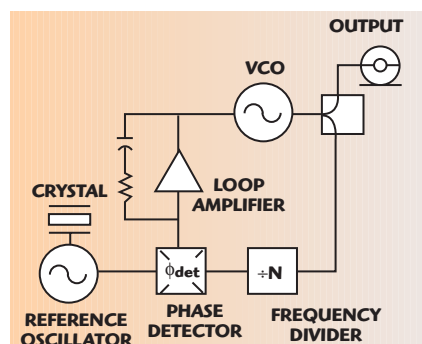 OUTPUT
VCO
LOOP
AMPLIFIER
CRYSTAL
ϕdet
÷N
REFERENCE
OSCILLATOR
PHASE
DETECTOR
FREQUENCY
DIVIDER